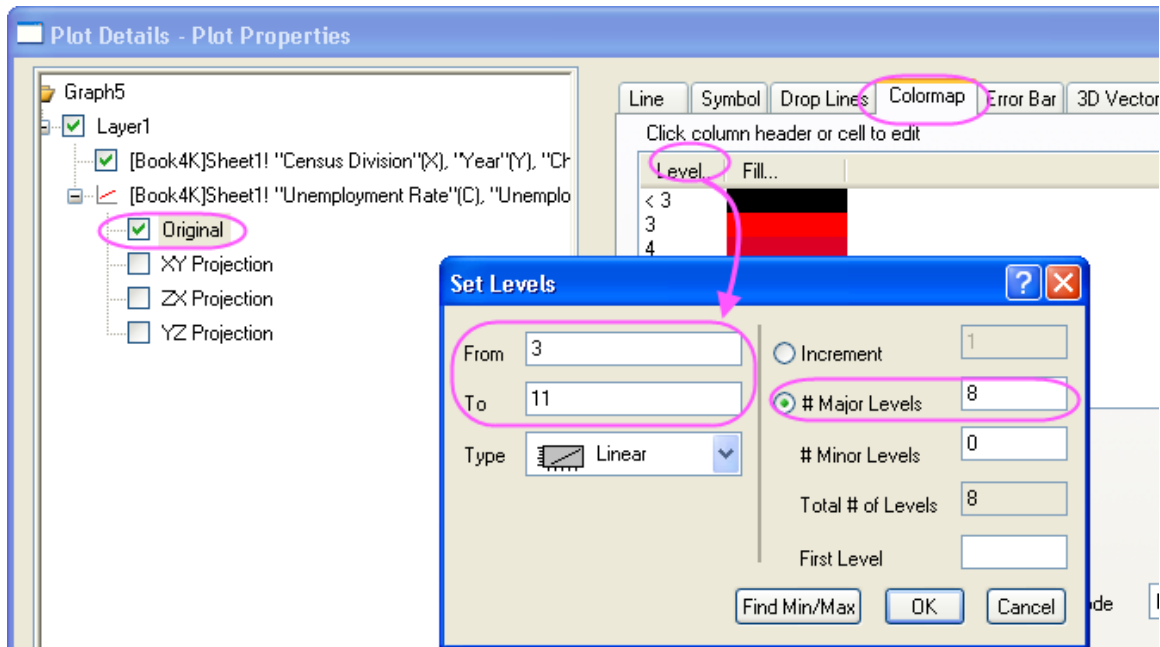 Plot Details - Plot Properties
Graph5
Layer1
[Book4K]Sheet1! "Census Division"(X), "Year"(Y), "Ch
[Book4K]Sheet1! "Unemployment Rate"(C), "Unemplo
Original
XY Projection
ZX Projection
YZ Projection
Line Symbol Drop Lines Colormap Error Bar 3D Vector
Click column header or cell to edit
Level... Fill...
< 3
3
4
Set Levels
From 3
To 11
Type Linear
Increment 1
# Major Levels 8
# Minor Levels 0
Total # of Levels 8
First Level
Find Min/Max OK Cancel
de